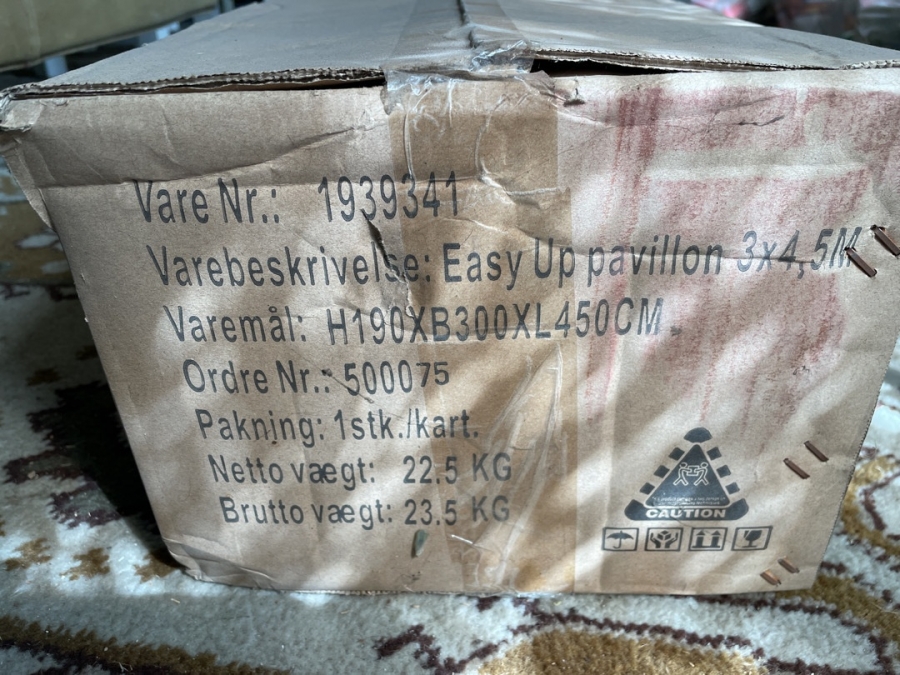 Vare Nr.: 1939341
Varebeskrivelse: Easy Up pavillon 3x4,5M
Varemål: H190XB300XL450CM
Ordre Nr.: 500075
Pakning: 1stk./kart.
Netto vægt: 22.5 KG
Brutto vægt: 23.5 KG
CAUTION